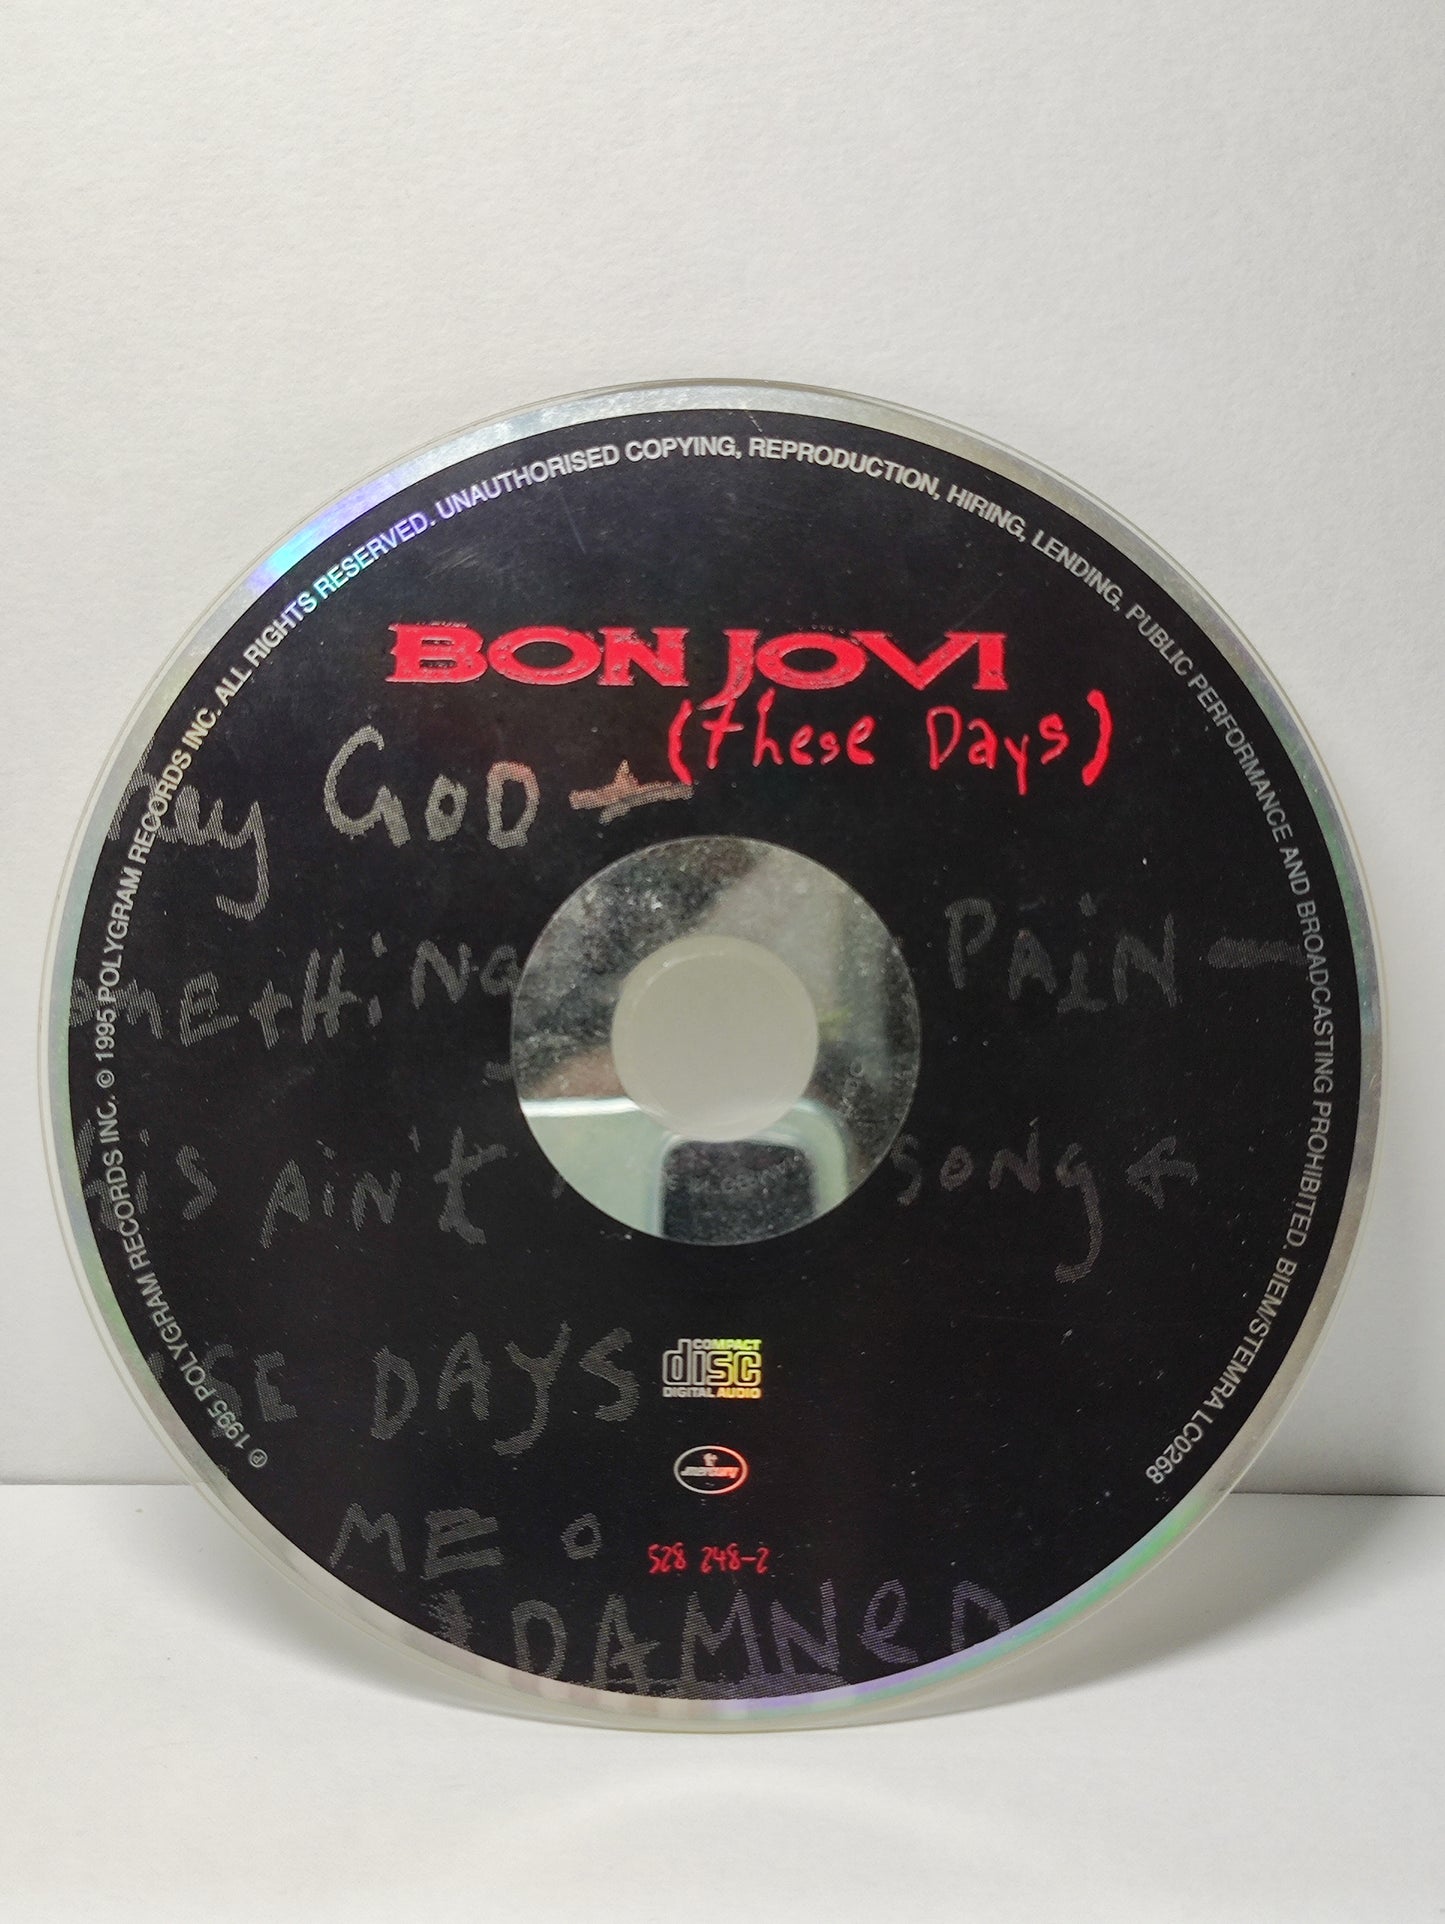 ℗ 1995 POLYGRAM RECORDS INC. © 1995 POLYGRAM RECORDS INC. ALL RIGHTS RESERVED. UNAUTHORISED COPYING, REPRODUCTION, HIRING, LENDING, PUBLIC PERFORMANCE AND BROADCASTING PROHIBITED. BIEM/STEMRA LC0268
BON JOVI
(these Days)
Hey GOD
PAiN
AiN't
SONG
DAYS
COMPACT
disc
DIGITAL AUDIO
ME
528 248-2
DAMNeD